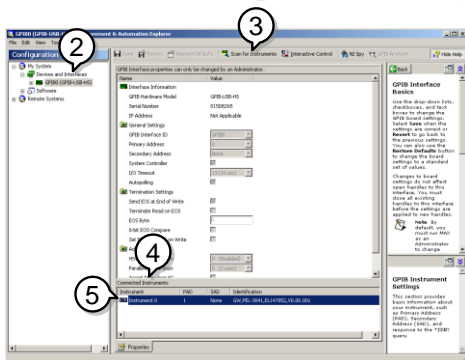 GPIB0 (GPIB-USB-
t & Automation Explorer
File Edit View
Save
Revert
Restore Defaults
Scan for Instruments
Interactive Control
NI Spy
GPIB Analyzer
Hide Help
3
2
Configuration
My System
Devices and Interfaces
GPIB0 (GPIB-USB-HS)
Software
Remote Systems
GPIB Interface properties can only be changed by an Administrator.
Name Value
Interface Information
GPIB Hardware Model GPIB-USB-HS
Serial Number
IP Address Not Applicable
General Settings
GPIB Interface ID GPIB0
Primary Address 0
Secondary Address None
System Controller
I/O Timeout
Autopolling
Termination Settings
Send EOI at End of Write
Terminate Read on EOS
EOS Byte 0
8-bit EOS Compare
Write
4
Connected Instruments
5
Instrument PAD SAD Identification
Instrument 0 1 None
Properties
Back
GPIB Interface
Basics
Use the drop-down lists,
checkboxes, and text
boxes to change the
GPIB board settings.
Select Save when the
settings are correct or
Revert to go back to
the previous settings.
You can also use the
Restore Defaults button
to change the board
settings to a standard
set of values.
Changes to board
settings do not affect
open handles to this
interface. You must
close all existing
handles to this interface
before the settings are
applied to new handles.
Note By
default, you
must run MAX
as an
Administrator
to change
GPIB Instrument
Settings
This section provides
basic information about
your instrument, such
as Primary Address
(PAD), Secondary
Address (SAD), and
response to the *IDN?
query.